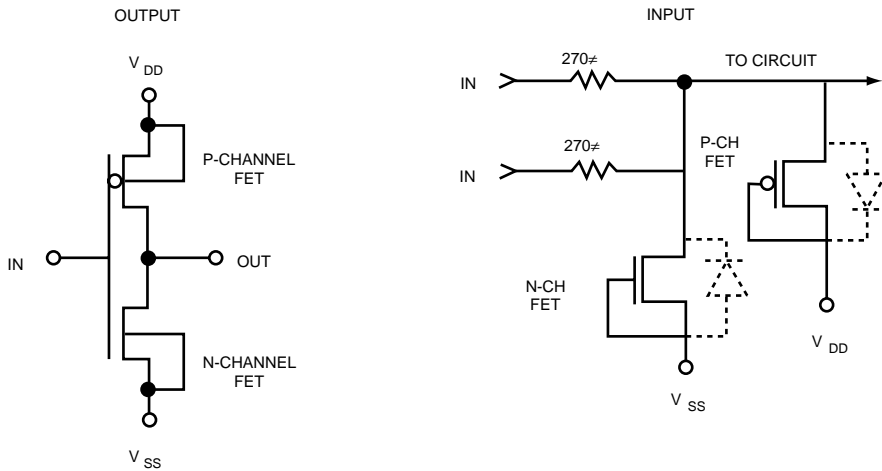 OUTPUT
V DD
P-CHANNEL
FET
IN
OUT
N-CHANNEL
FET
V SS
INPUT
270≠
TO CIRCUIT
IN
270≠
P-CH
FET
IN
N-CH
FET
V DD
V SS